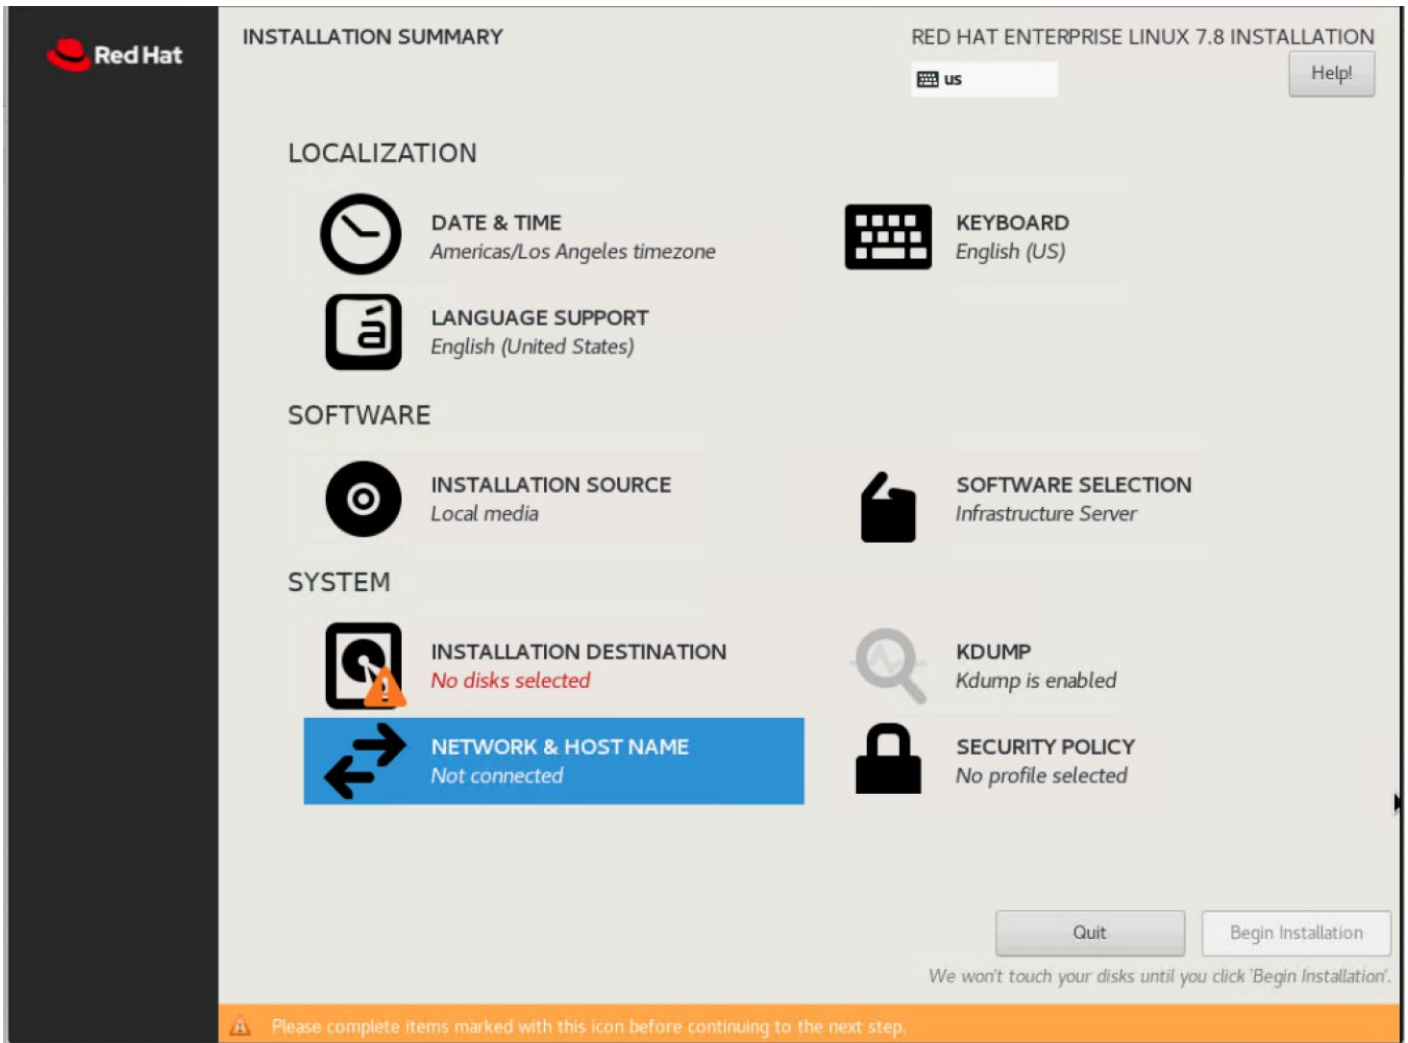 Red Hat
INSTALLATION SUMMARY
RED HAT ENTERPRISE LINUX 7.8 INSTALLATION
us
Help!
LOCALIZATION
DATE & TIME
Americas/Los Angeles timezone
KEYBOARD
English (US)
á
LANGUAGE SUPPORT
English (United States)
SOFTWARE
INSTALLATION SOURCE
Local media
SOFTWARE SELECTION
Infrastructure Server
SYSTEM
INSTALLATION DESTINATION
No disks selected
KDUMP
Kdump is enabled
NETWORK & HOST NAME
Not connected
SECURITY POLICY
No profile selected
Quit
Begin Installation
We won't touch your disks until you click 'Begin Installation'.
Please complete items marked with this icon before continuing to the next step.